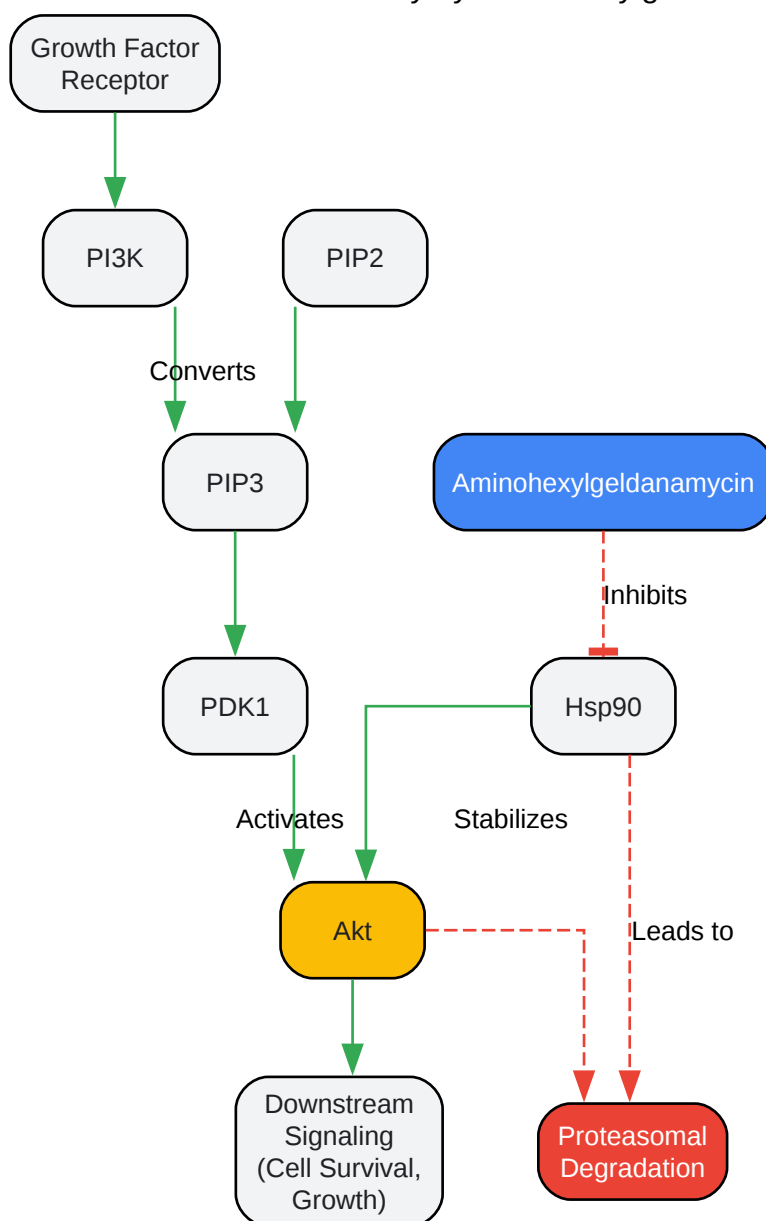 Growth Factor
Receptor
PI3K
PIP2
Converts
PIP3
Aminohexylgeldanamycin
Inhibits
PDK1
Hsp90
Activates
Stabilizes
Akt
Leads to
Downstream
Signaling
(Cell Survival,
Growth)
Proteasomal
Degradation